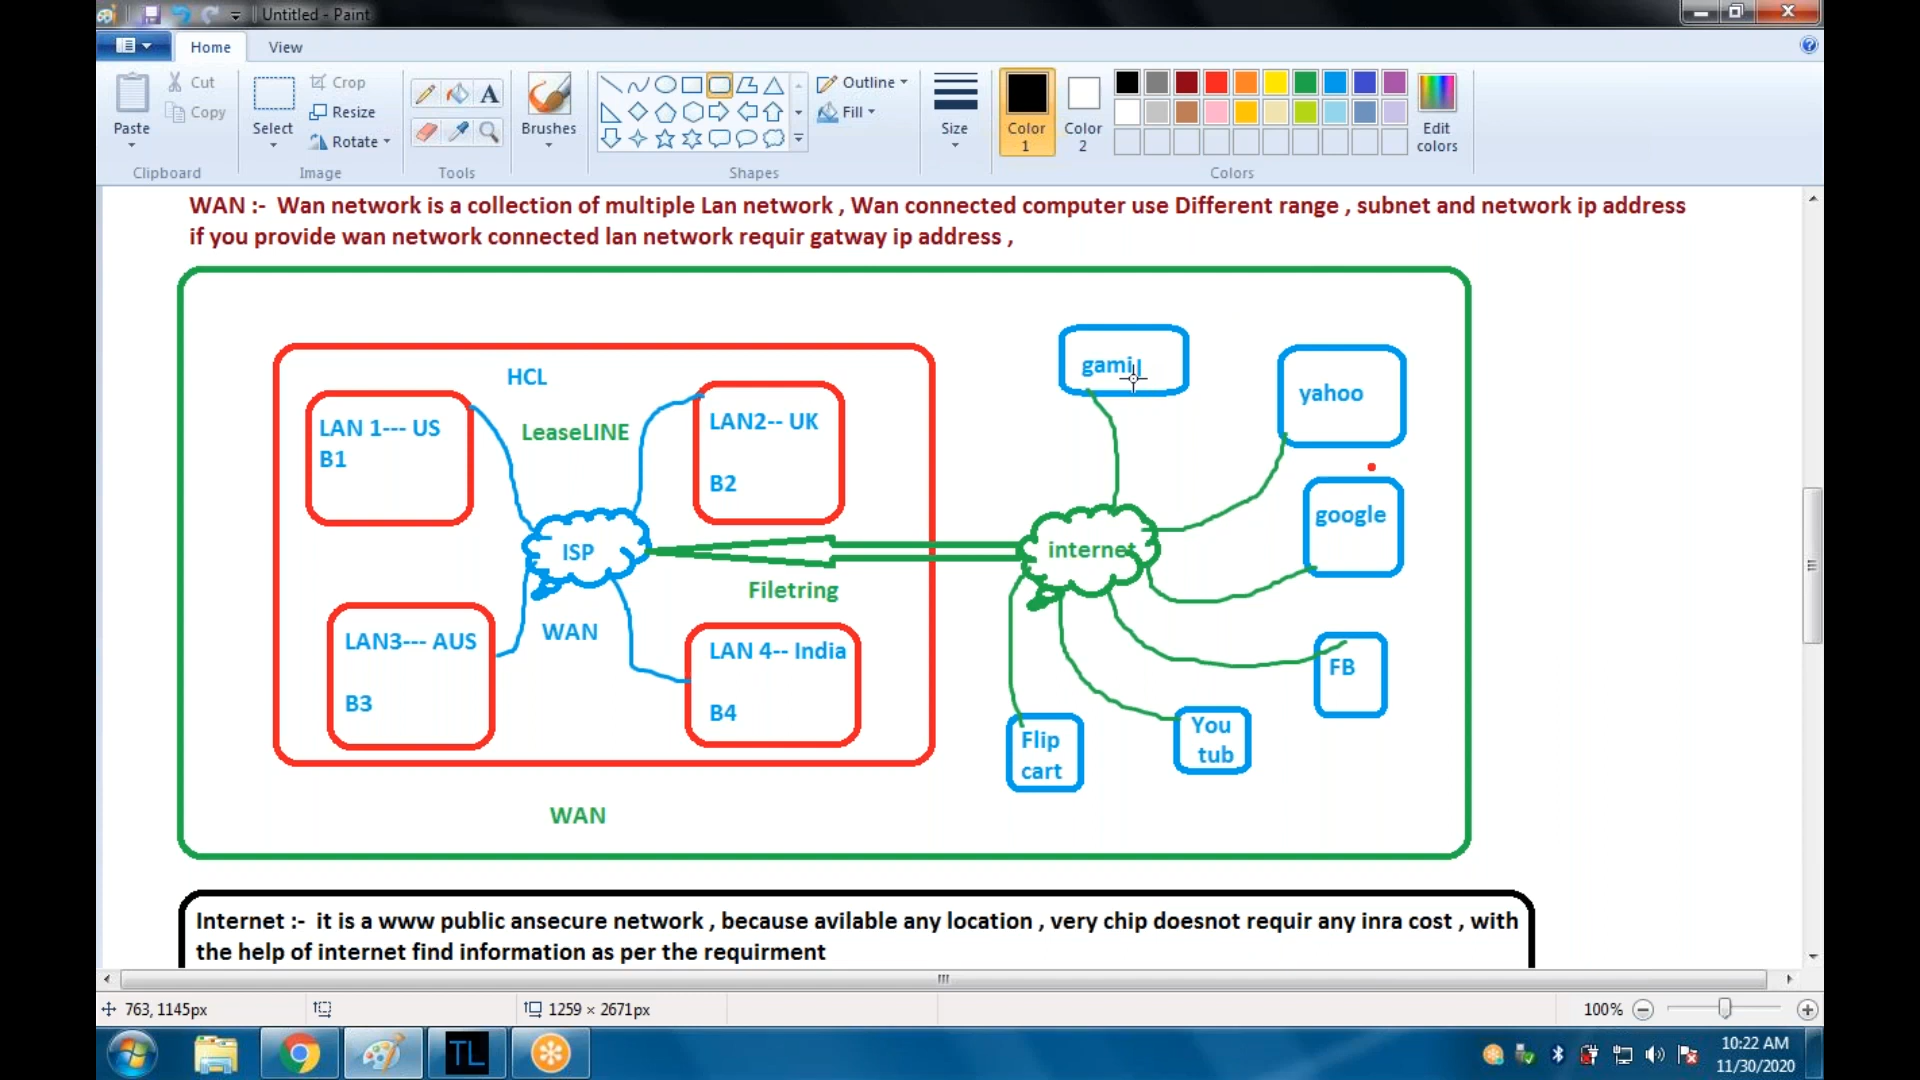 Untitled - Paint
Home View
Cut
Copy
Paste
Clipboard
Select
Crop
Resize
Rotate
Image
A
Tools
Brushes
Outline
Fill
Shapes
Size
Color 1
Color 2
Edit colors
Colors
WAN :- Wan network is a collection of multiple Lan network , Wan connected computer use Different range , subnet and network ip address
if you provide wan network connected lan network requir gatway ip address ,
HCL
LAN 1--- US
B1
LeaseLINE
LAN2-- UK
B2
ISP
Filetring
WAN
LAN3--- AUS
B3
LAN 4-- India
B4
WAN
gamil
yahoo
google
internet
FB
You
tub
Flip
cart
Internet :- it is a www public ansecure network , because avilable any location , very chip doesnot requir any inra cost , with
the help of internet find information as per the requirment
763, 1145px
1259 × 2671px
100%
TL
10:22 AM
11/30/2020